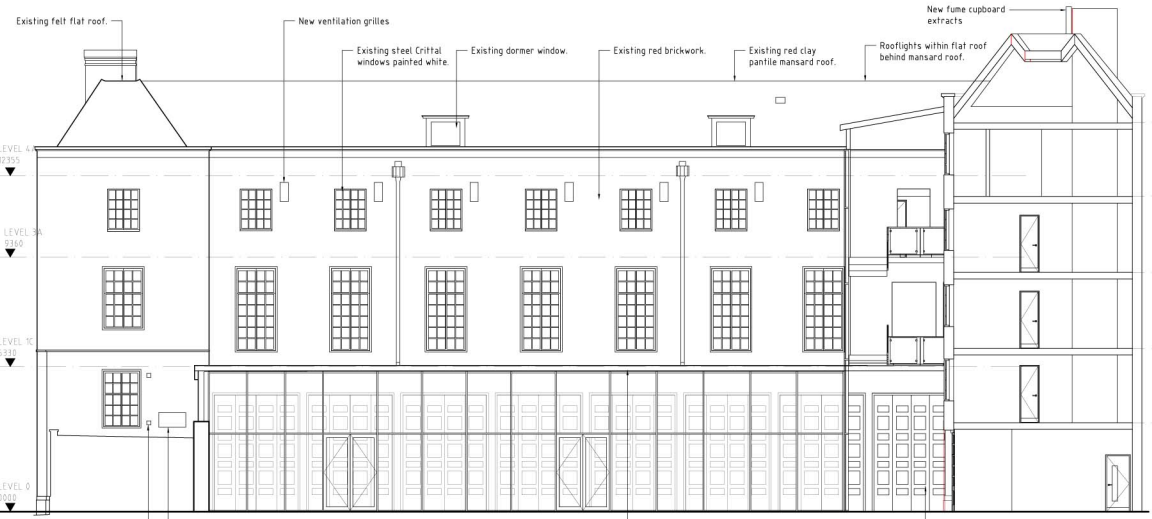 Existing felt flat roof.
New ventilation grilles
Existing steel Crittal
windows painted white.
Existing dormer window.
Existing red brickwork.
Existing red clay
pantile mansard roof.
Rooflights within flat roof
behind mansard roof.
New fume cupboard
extracts
LEVEL 4A
LEVEL 3A
9360
LEVEL 1C
LEVEL 0